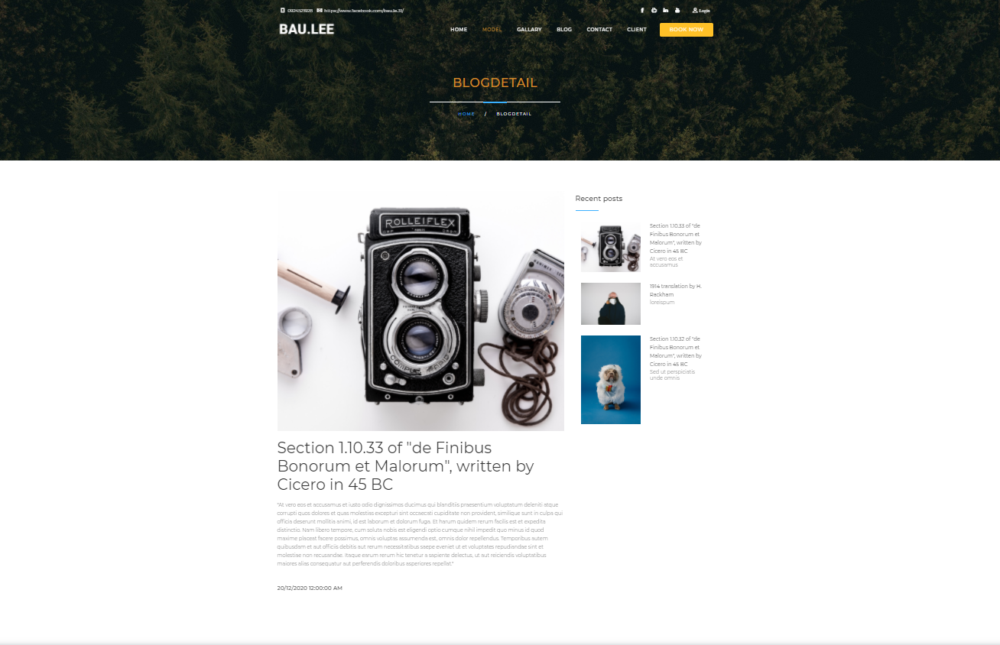 0924521928 https://www.facebook.com/bau.le.31/
Login
BAU.LEE
HOME MODEL GALLARY BLOG CONTACT CLIENT BOOK NOW
BLOGDETAIL
HOME / BLOGDETAIL
ROLLEIFLEX
COMPUR
Section 1.10.33 of "de Finibus
Bonorum et Malorum", written by
Cicero in 45 BC
"At vero eos et accusamus et iusto odio dignissimos ducimus qui blanditiis praesentium voluptatum deleniti atque
corrupti quos dolores et quas molestias excepturi sint occaecati cupiditate non provident, similique sunt in culpa qui
officia deserunt mollitia animi, id est laborum et dolorum fuga. Et harum quidem rerum facilis est et expedita
distinctio. Nam libero tempore, cum soluta nobis est eligendi optio cumque nihil impedit quo minus id quod
maxime placeat facere possimus, omnis voluptas assumenda est, omnis dolor repellendus. Temporibus autem
quibusdam et aut officiis debitis aut rerum necessitatibus saepe eveniet ut et voluptates repudiandae sint et
molestiae non recusandae. Itaque earum rerum hic tenetur a sapiente delectus, ut aut reiciendis voluptatibus
maiores alias consequatur aut perferendis doloribus asperiores repellat."
20/12/2020 12:00:00 AM
Recent posts
Section 1.10.33 of "de
Finibus Bonorum et
Malorum", written by
Cicero in 45 BC
At vero eos et
accusamus
1914 translation by H.
Rackham
loreispum
Section 1.10.32 of "de
Finibus Bonorum et
Malorum", written by
Cicero in 45 BC
Sed ut perspiciatis
unde omnis